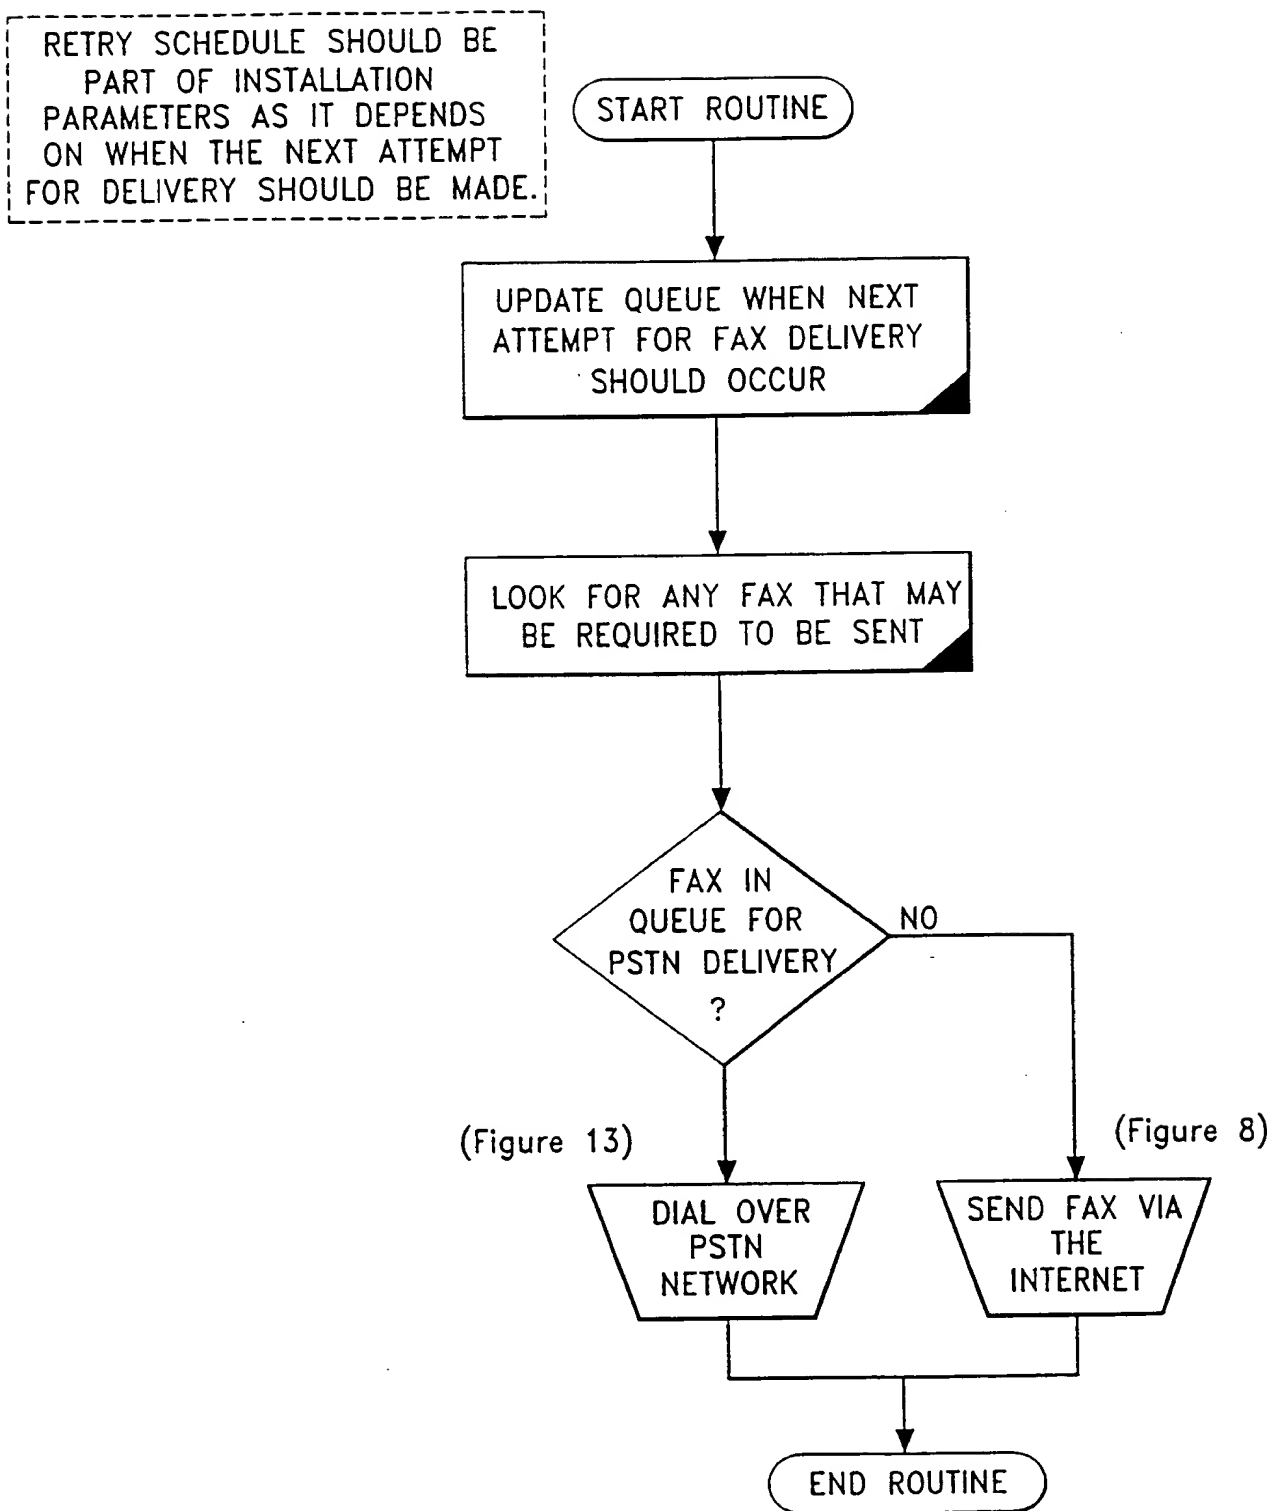 RETRY SCHEDULE SHOULD BE
PART OF INSTALLATION
PARAMETERS AS IT DEPENDS
ON WHEN THE NEXT ATTEMPT
FOR DELIVERY SHOULD BE MADE.
START ROUTINE
UPDATE QUEUE WHEN NEXT
ATTEMPT FOR FAX DELIVERY
SHOULD OCCUR
LOOK FOR ANY FAX THAT MAY
BE REQUIRED TO BE SENT
FAX IN
QUEUE FOR
PSTN DELIVERY
?
NO
(Figure 13)
(Figure 8)
DIAL OVER
PSTN
NETWORK
SEND FAX VIA
THE
INTERNET
END ROUTINE